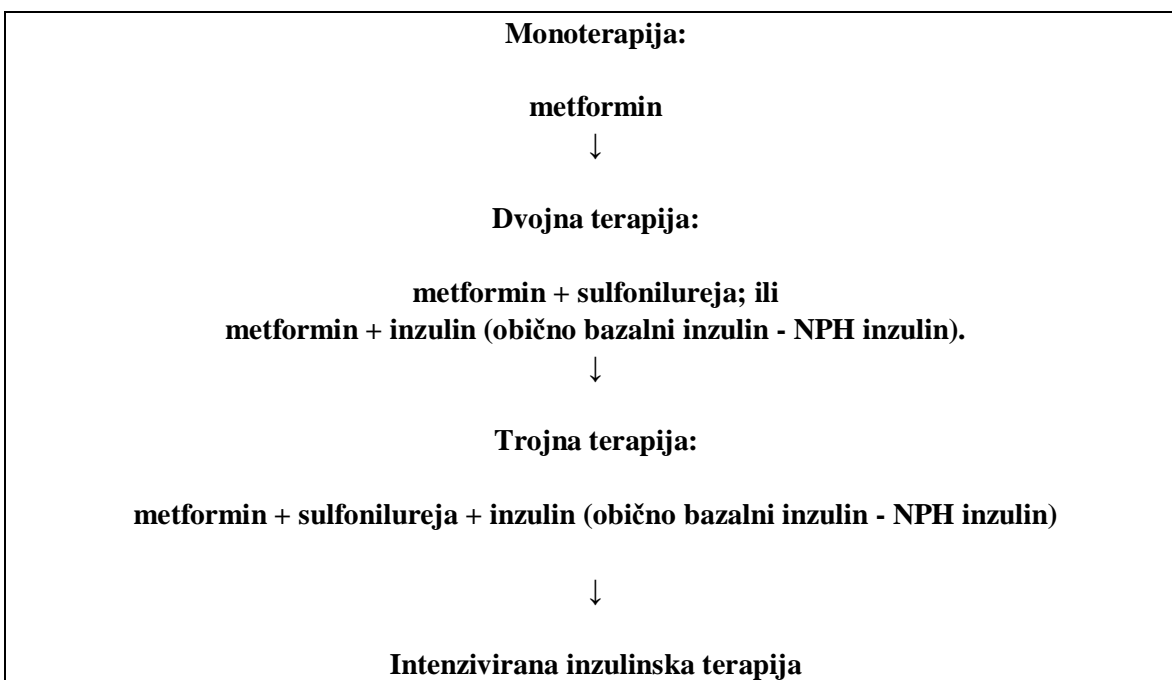 Monoterapija:
metformin
↓
Dvojna terapija:
metformin + sulfonilureja; ili
metformin + inzulin (obično bazalni inzulin - NPH inzulin).
↓
Trojna terapija:
metformin + sulfonilureja + inzulin (obično bazalni inzulin - NPH inzulin)
↓
Intenzivirana inzulinska terapija